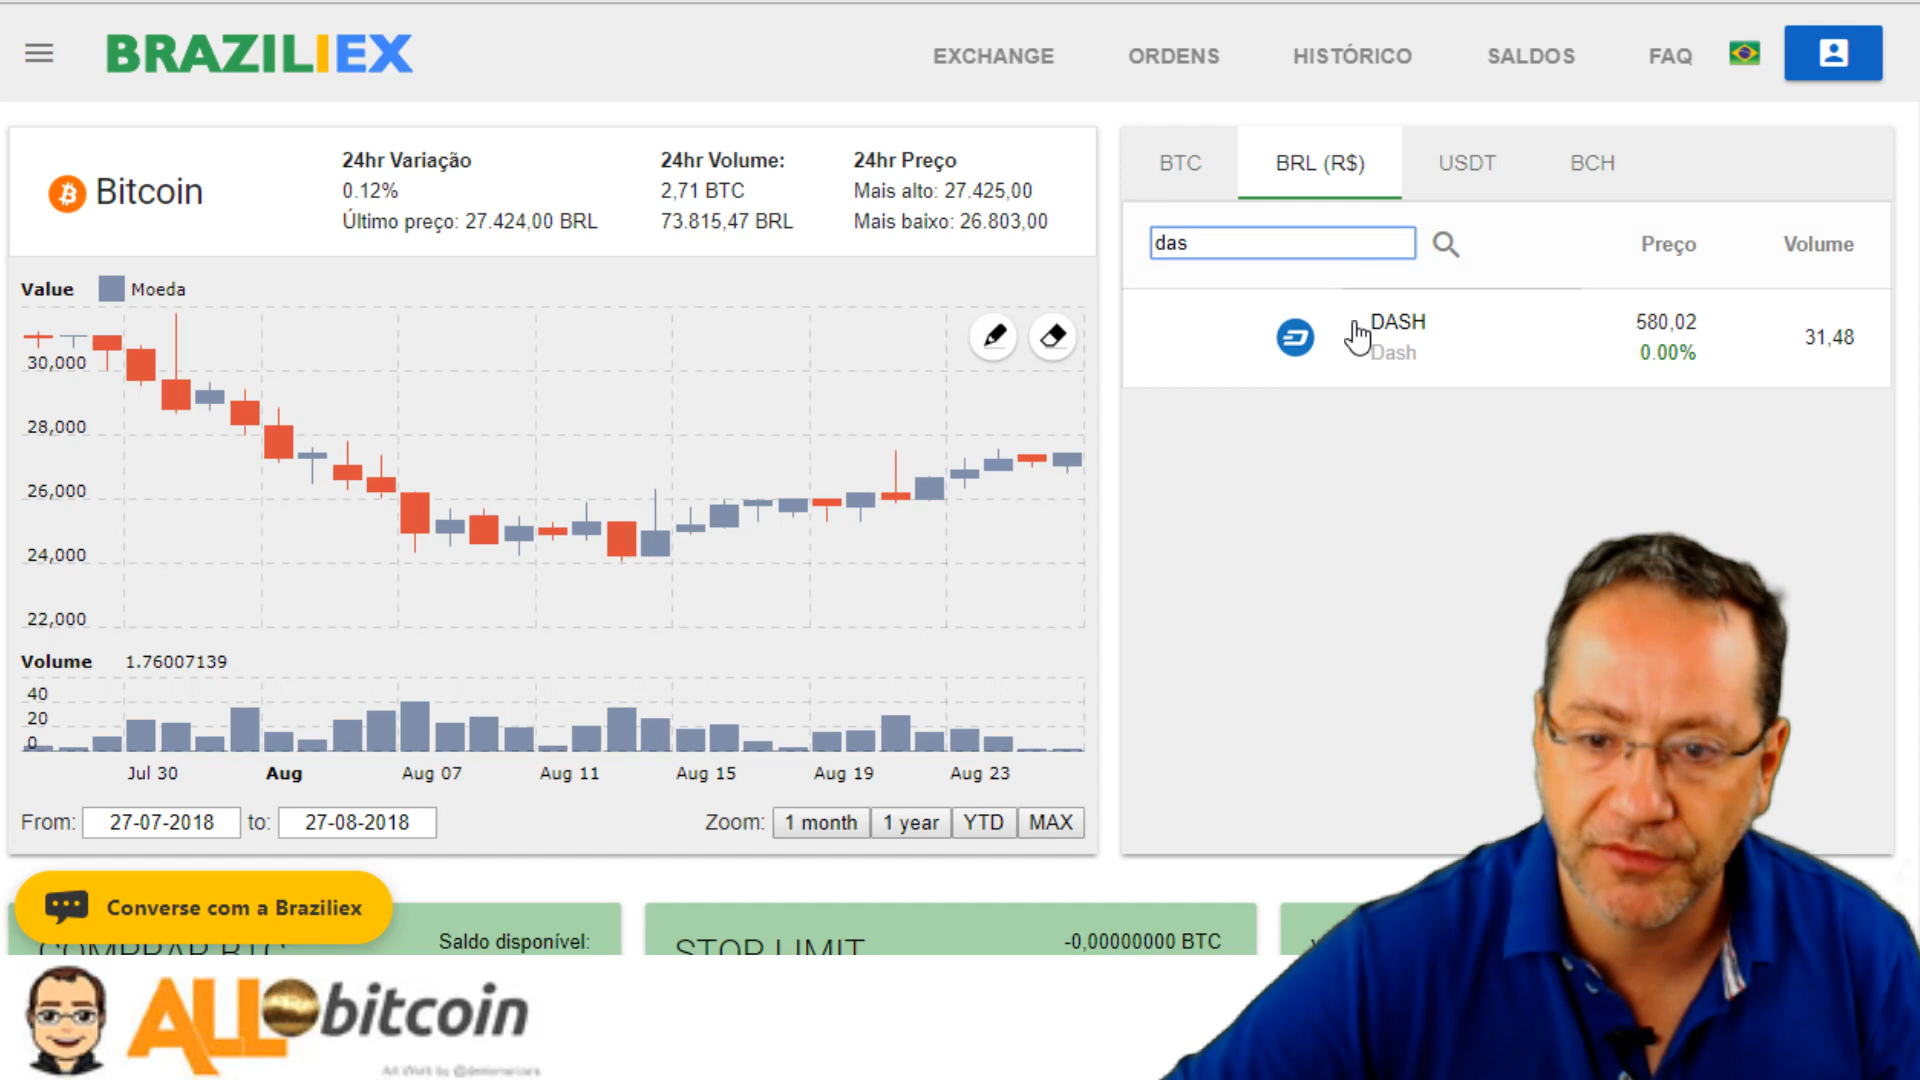 BRAZILIEX
EXCHANGE ORDENS HISTÓRICO SALDOS FAQ
Bitcoin
24hr Variação
0.12%
Último preço: 27.424,00 BRL
24hr Volume:
2,71 BTC
73.815,47 BRL
24hr Preço
Mais alto: 27.425,00
Mais baixo: 26.803,00
BTC BRL (R$) USDT BCH
das
Preço Volume
DASH
Dash
580,02
0.00%
31,48
Value Moeda
30,000
28,000
26,000
24,000
22,000
Volume 1.76007139
40
20
0
Jul 30 Aug Aug 07 Aug 11 Aug 15 Aug 19 Aug 23
From: 27-07-2018 to: 27-08-2018
Zoom: 1 month 1 year YTD MAX
Converse com a Braziliex
COMPRAR BTC Saldo disponível:
STOP LIMIT -0,00000000 BTC
ALLObitcoin